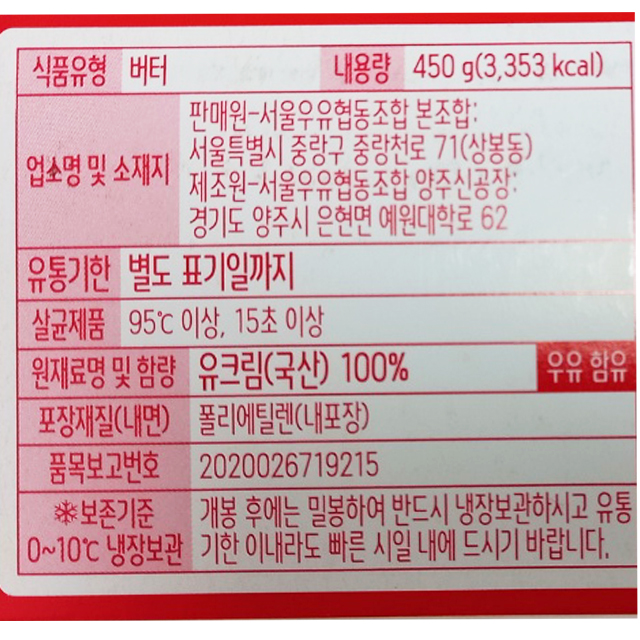 식품유형 버터 내용량 450 g(3,353 kcal)
업소명 및 소재지
판매원-서울우유협동조합 본조합:
서울특별시 중랑구 중랑천로 71(상봉동)
제조원-서울우유협동조합 양주신공장:
경기도 양주시 은현면 예원대학로 62
유통기한 별도 표기일까지
살균제품 95℃ 이상, 15초 이상
원재료명 및 함량 유크림(국산) 100% 우유 함유
포장재질(내면) 폴리에틸렌(내포장)
품목보고번호 2020026719215
❄보존기준 개봉 후에는 밀봉하여 반드시 냉장보관하시고 유통
0~10℃ 냉장보관 기한 이내라도 빠른 시일 내에 드시기 바랍니다.